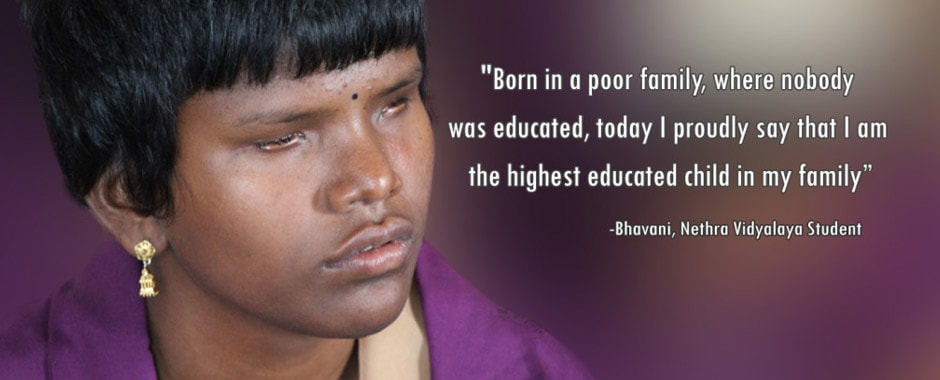 "Born in a poor family, where nobody
was educated, today I proudly say that I am
the highest educated child in my family”
-Bhavani, Nethra Vidyalaya Student